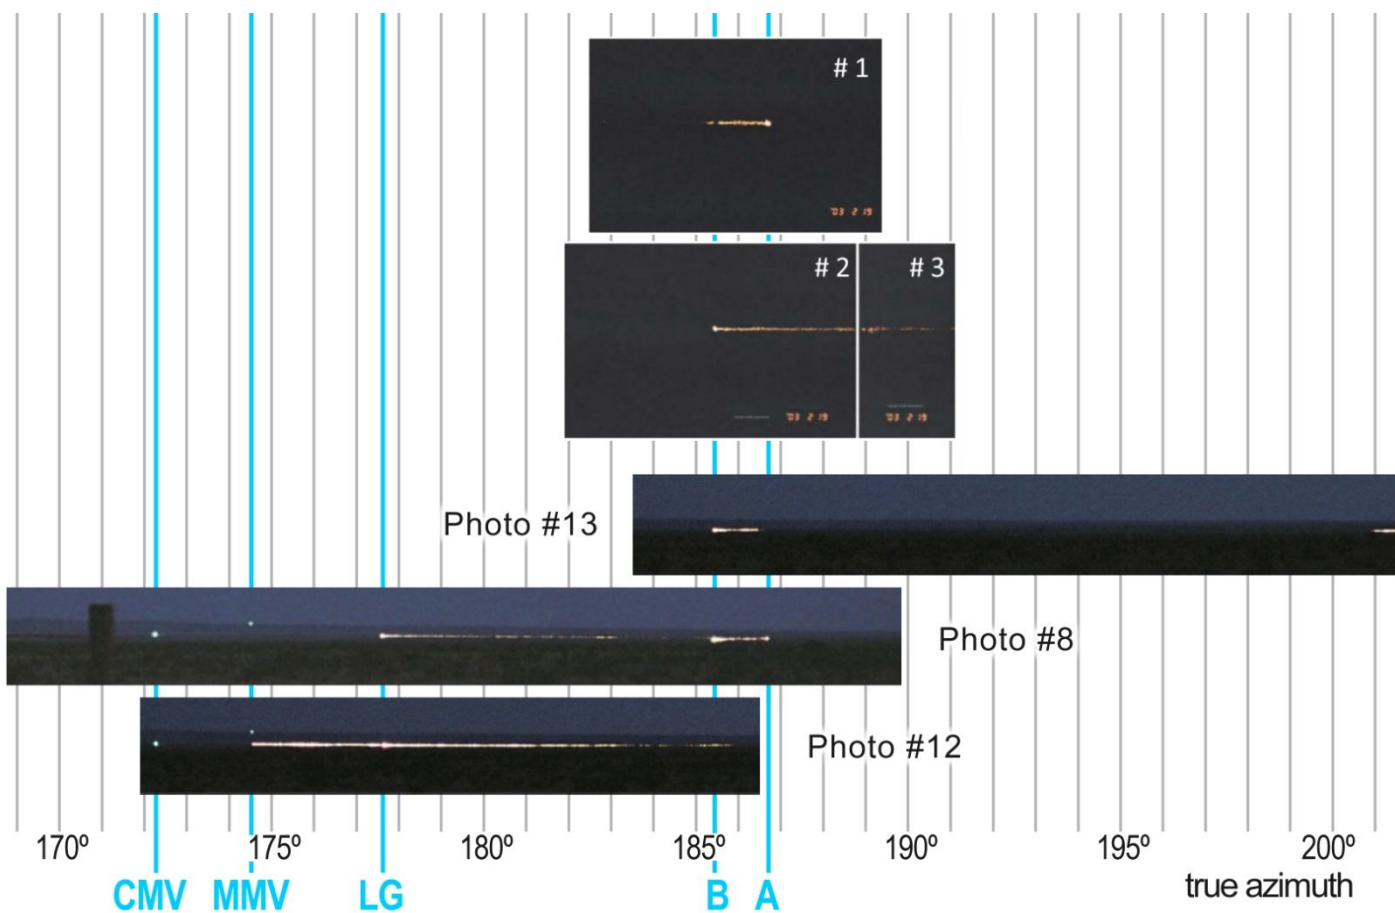 # 1
'03 2 19
# 2
# 3
'03 2 19
'03 2 19
Photo #13
Photo #8
Photo #12
170º
175º
180º
185º
190º
195º
200º
true azimuth
CMV
MMV
LG
B
A